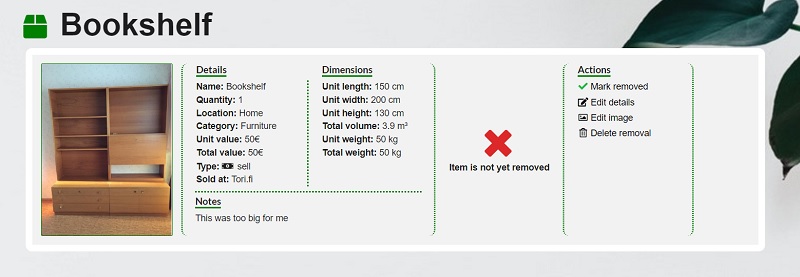 Bookshelf
Details
Name: Bookshelf
Quantity: 1
Location: Home
Category: Furniture
Unit value: 50€
Total value: 50€
Type: sell
Sold at: Tori.fi
Dimensions
Unit length: 150 cm
Unit width: 200 cm
Unit height: 130 cm
Total volume: 3.9 m³
Unit weight: 50 kg
Total weight: 50 kg
Notes
This was too big for me
Item is not yet removed
Actions
Mark removed
Edit details
Edit image
Delete removal